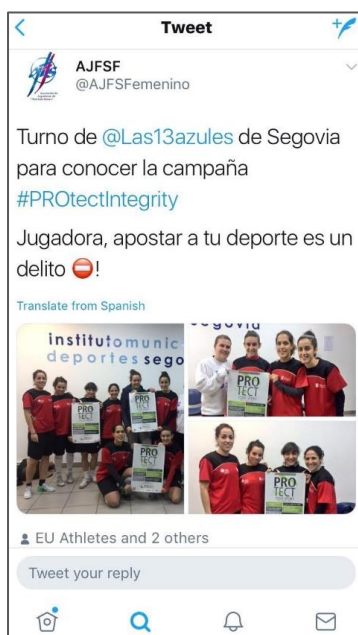 Tweet
AJFSF
@AJFSFemenino
Turno de @Las13azules de Segovia
para conocer la campaña
#PROtectIntegrity
Jugadora, apostar a tu deporte es un
delito ⛔!
Translate from Spanish
institutomunic
deportes sego
segovia
PRO
TECT
PRO
TECT
PRO
TECT
PRO
TECT
PRO
TECT
EU Athletes and 2 others
Tweet your reply